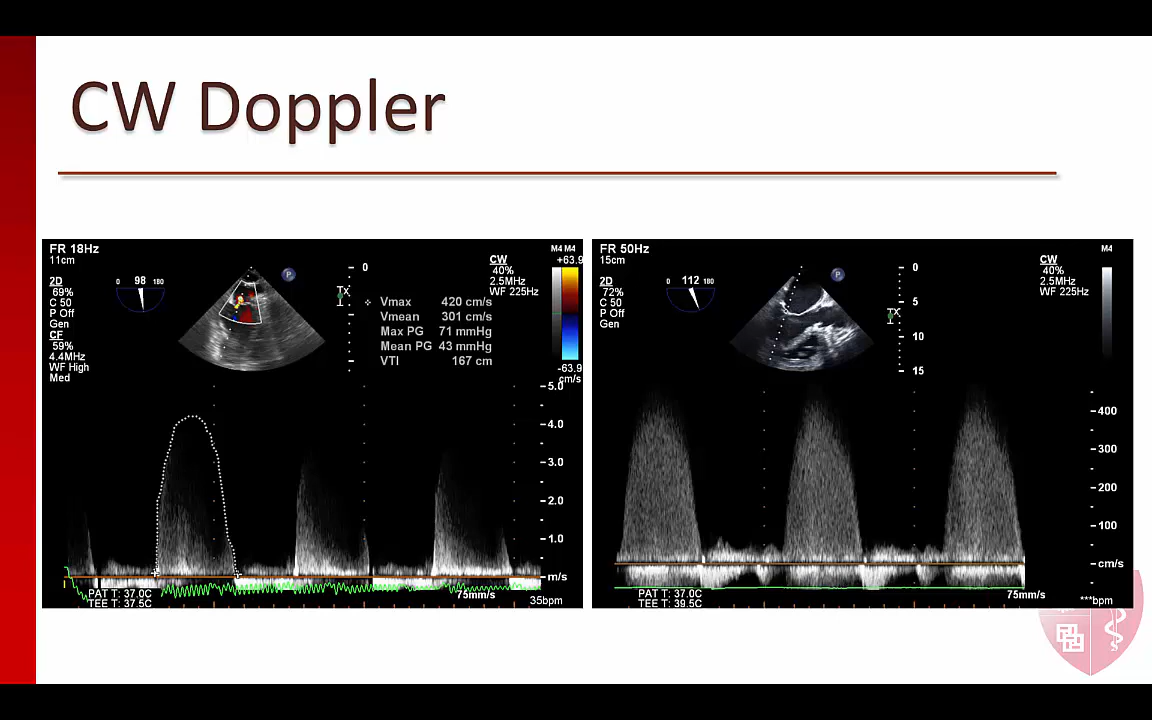 CW Doppler
FR 18Hz
11cm
2D
69%
C 50
P Off
Gen
CF
59%
4.4MHz
WF High
Med
0 98 180
P
0
CW
40%
2.5MHz
WF 225Hz
M4 M4
+63.9
-63.9
cm/s
Vmax 420 cm/s
Vmean 301 cm/s
Max PG 71 mmHg
Mean PG 43 mmHg
VTI 167 cm
5.0
4.0
3.0
2.0
1.0
m/s
PAT T: 37.0C
TEE T: 37.5C
75mm/s
35bpm
FR 50Hz
15cm
2D
72%
C 50
P Off
Gen
0 112 180
P
0
5
10
15
CW
40%
2.5MHz
WF 225Hz
M4
400
300
200
100
cm/s
PAT T: 37.0C
TEE T: 39.5C
75mm/s
***bpm